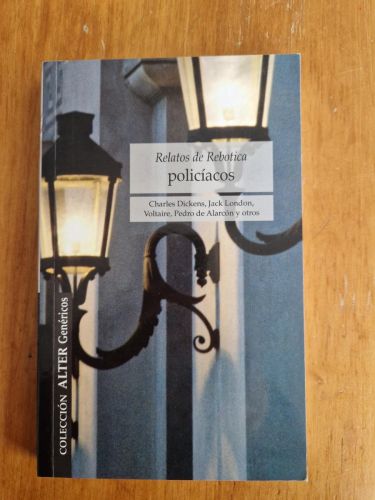 Relatos de Rebotica
policíacos
Charles Dickens, Jack London,
Voltaire, Pedro de Alarcón y otros
COLECCIÓN ALTER Genéricos